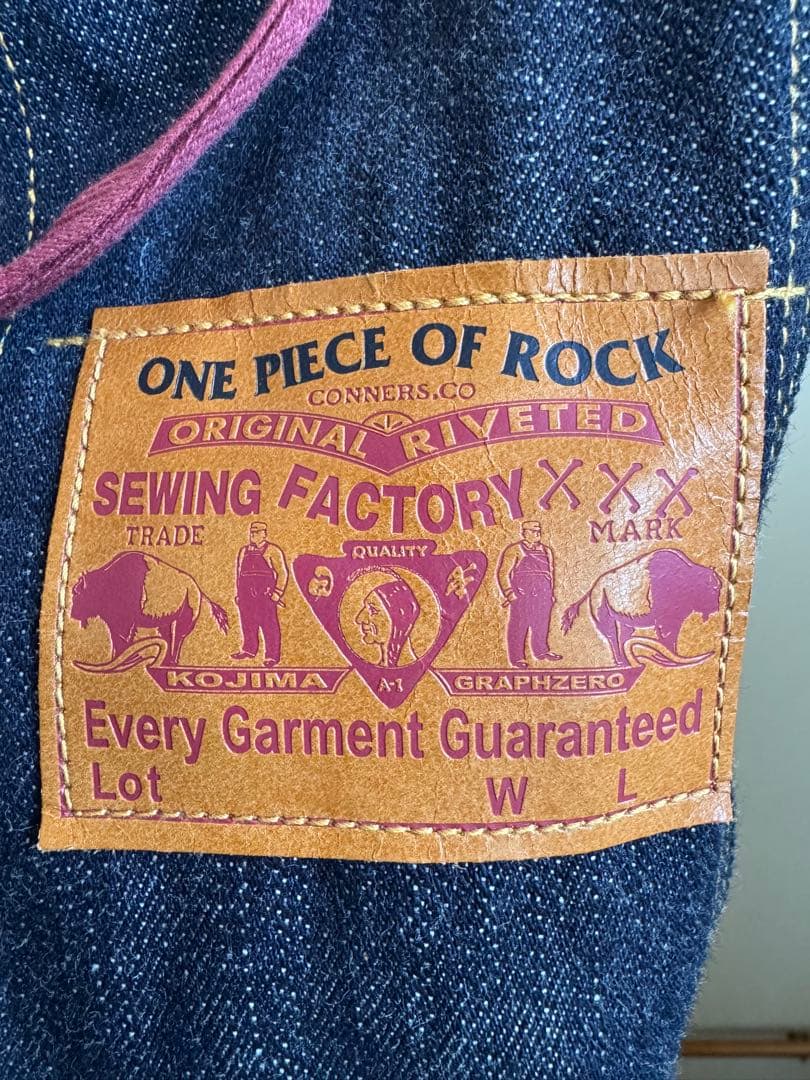 ONE PIECE OF ROCK
CONNERS.CO
ORIGINAL RIVETED
SEWING FACTORY XXX
TRADE MARK
QUALITY
KOJIMA A-1 GRAPHZERO
Every Garment Guaranteed
Lot W L